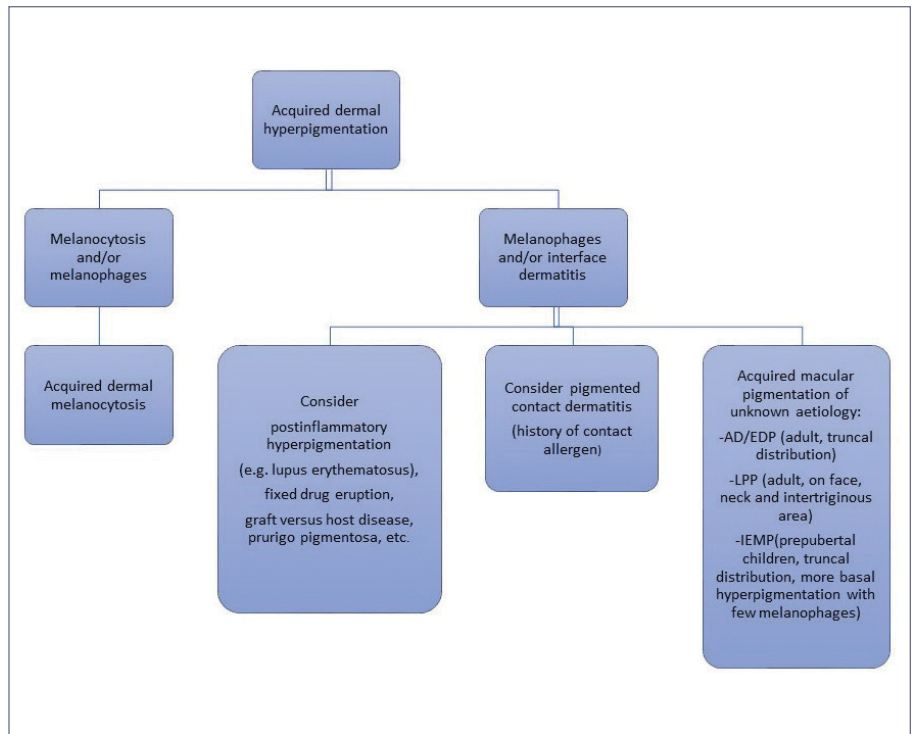 Acquired dermal
hyperpigmentation
Melanocytosis
and/or
melanophages
Melanophages
and/or interface
dermatitis
Acquired dermal
melanocytosis
Consider
postinflammatory
hyperpigmentation
(e.g. lupus erythematosus),
fixed drug eruption,
graft versus host disease,
prurigo pigmentosa, etc.
Consider pigmented
contact dermatitis
(history of contact
allergen)
Acquired macular
pigmentation of
unknown aetiology:
-AD/EDP (adult, truncal
distribution)
-LPP (adult, on face,
neck and intertriginous
area)
-IEMP(prepubertal
children, truncal
distribution, more basal
hyperpigmentation with
few melanophages)